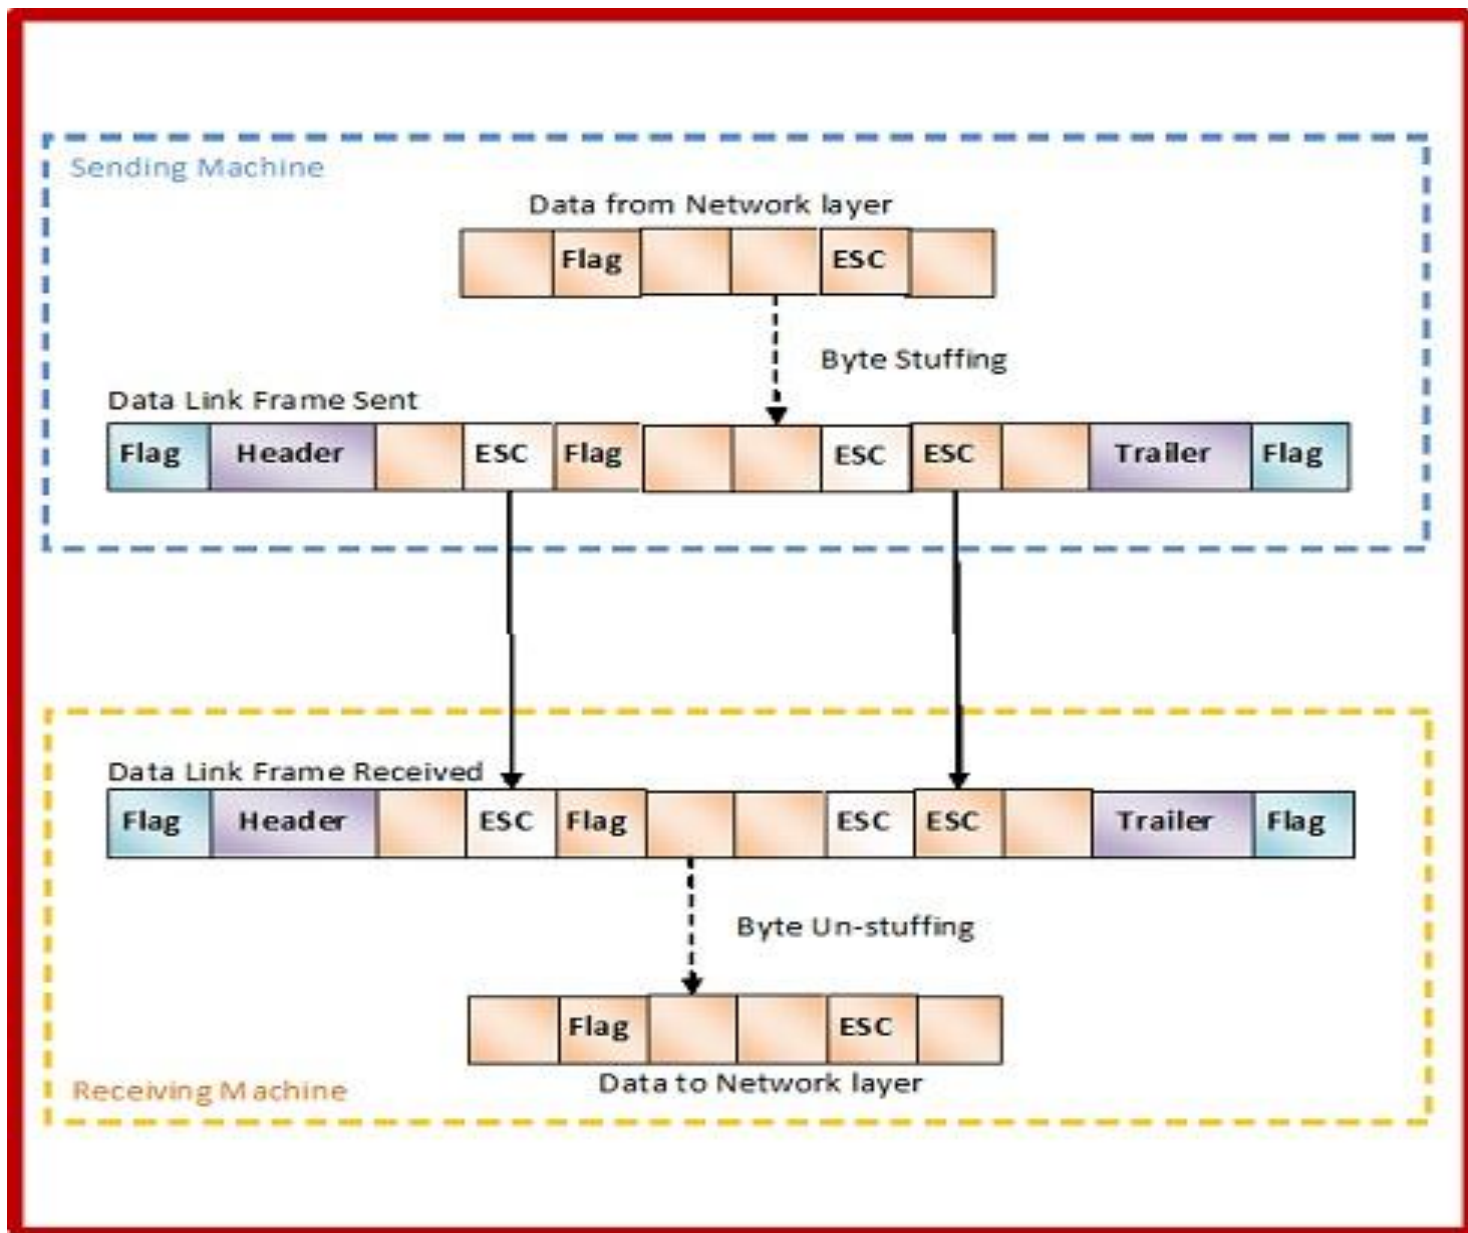 Sending Machine
Data from Network layer
Flag ESC
Byte Stuffing
Data Link Frame Sent
Flag Header ESC Flag ESC ESC Trailer Flag
Data Link Frame Received
Flag Header ESC Flag ESC ESC Trailer Flag
Byte Un-stuffing
Flag ESC
Data to Network layer
Receiving Machine